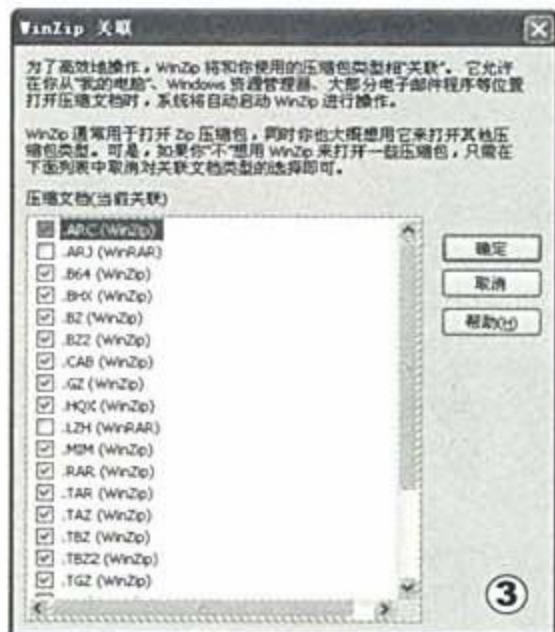 WinZip 关联
为了高效地操作，WinZip 将和你使用的压缩包类型相“关联”。它允许
在你从“我的电脑”、Windows 资源管理器、大部分电子邮件程序等位置
打开压缩文档时，系统将自动启动 WinZip 进行操作。
WinZip 通常用于打开 Zip 压缩包，同时你也大概想用它来打开其他压
缩包类型。可是，如果你“不”想用 WinZip 来打开一些压缩包，只需在
下面列表中取消对关联文档类型的选择即可。
压缩文档(当前关联)
.ARC (WinZip)
.ARJ (WinRAR)
.B64 (WinZip)
.BHX (WinZip)
.BZ (WinZip)
.BZ2 (WinZip)
.CAB (WinZip)
.GZ (WinZip)
.HQX (WinZip)
.LZH (WinRAR)
.MIM (WinZip)
.RAR (WinZip)
.TAR (WinZip)
.TAZ (WinZip)
.TBZ (WinZip)
.TBZ2 (WinZip)
.TGZ (WinZip)
确定
取消
帮助(H)
③